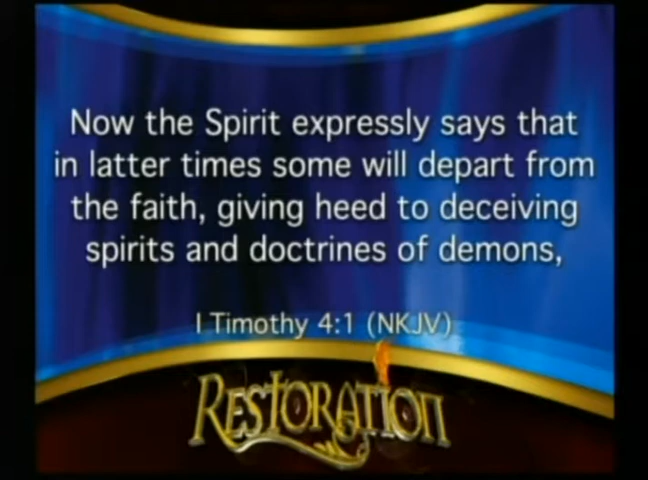 Now the Spirit expressly says that
in latter times some will depart from
the faith, giving heed to deceiving
spirits and doctrines of demons,
I Timothy 4:1 (NKJV)
RESTORATION